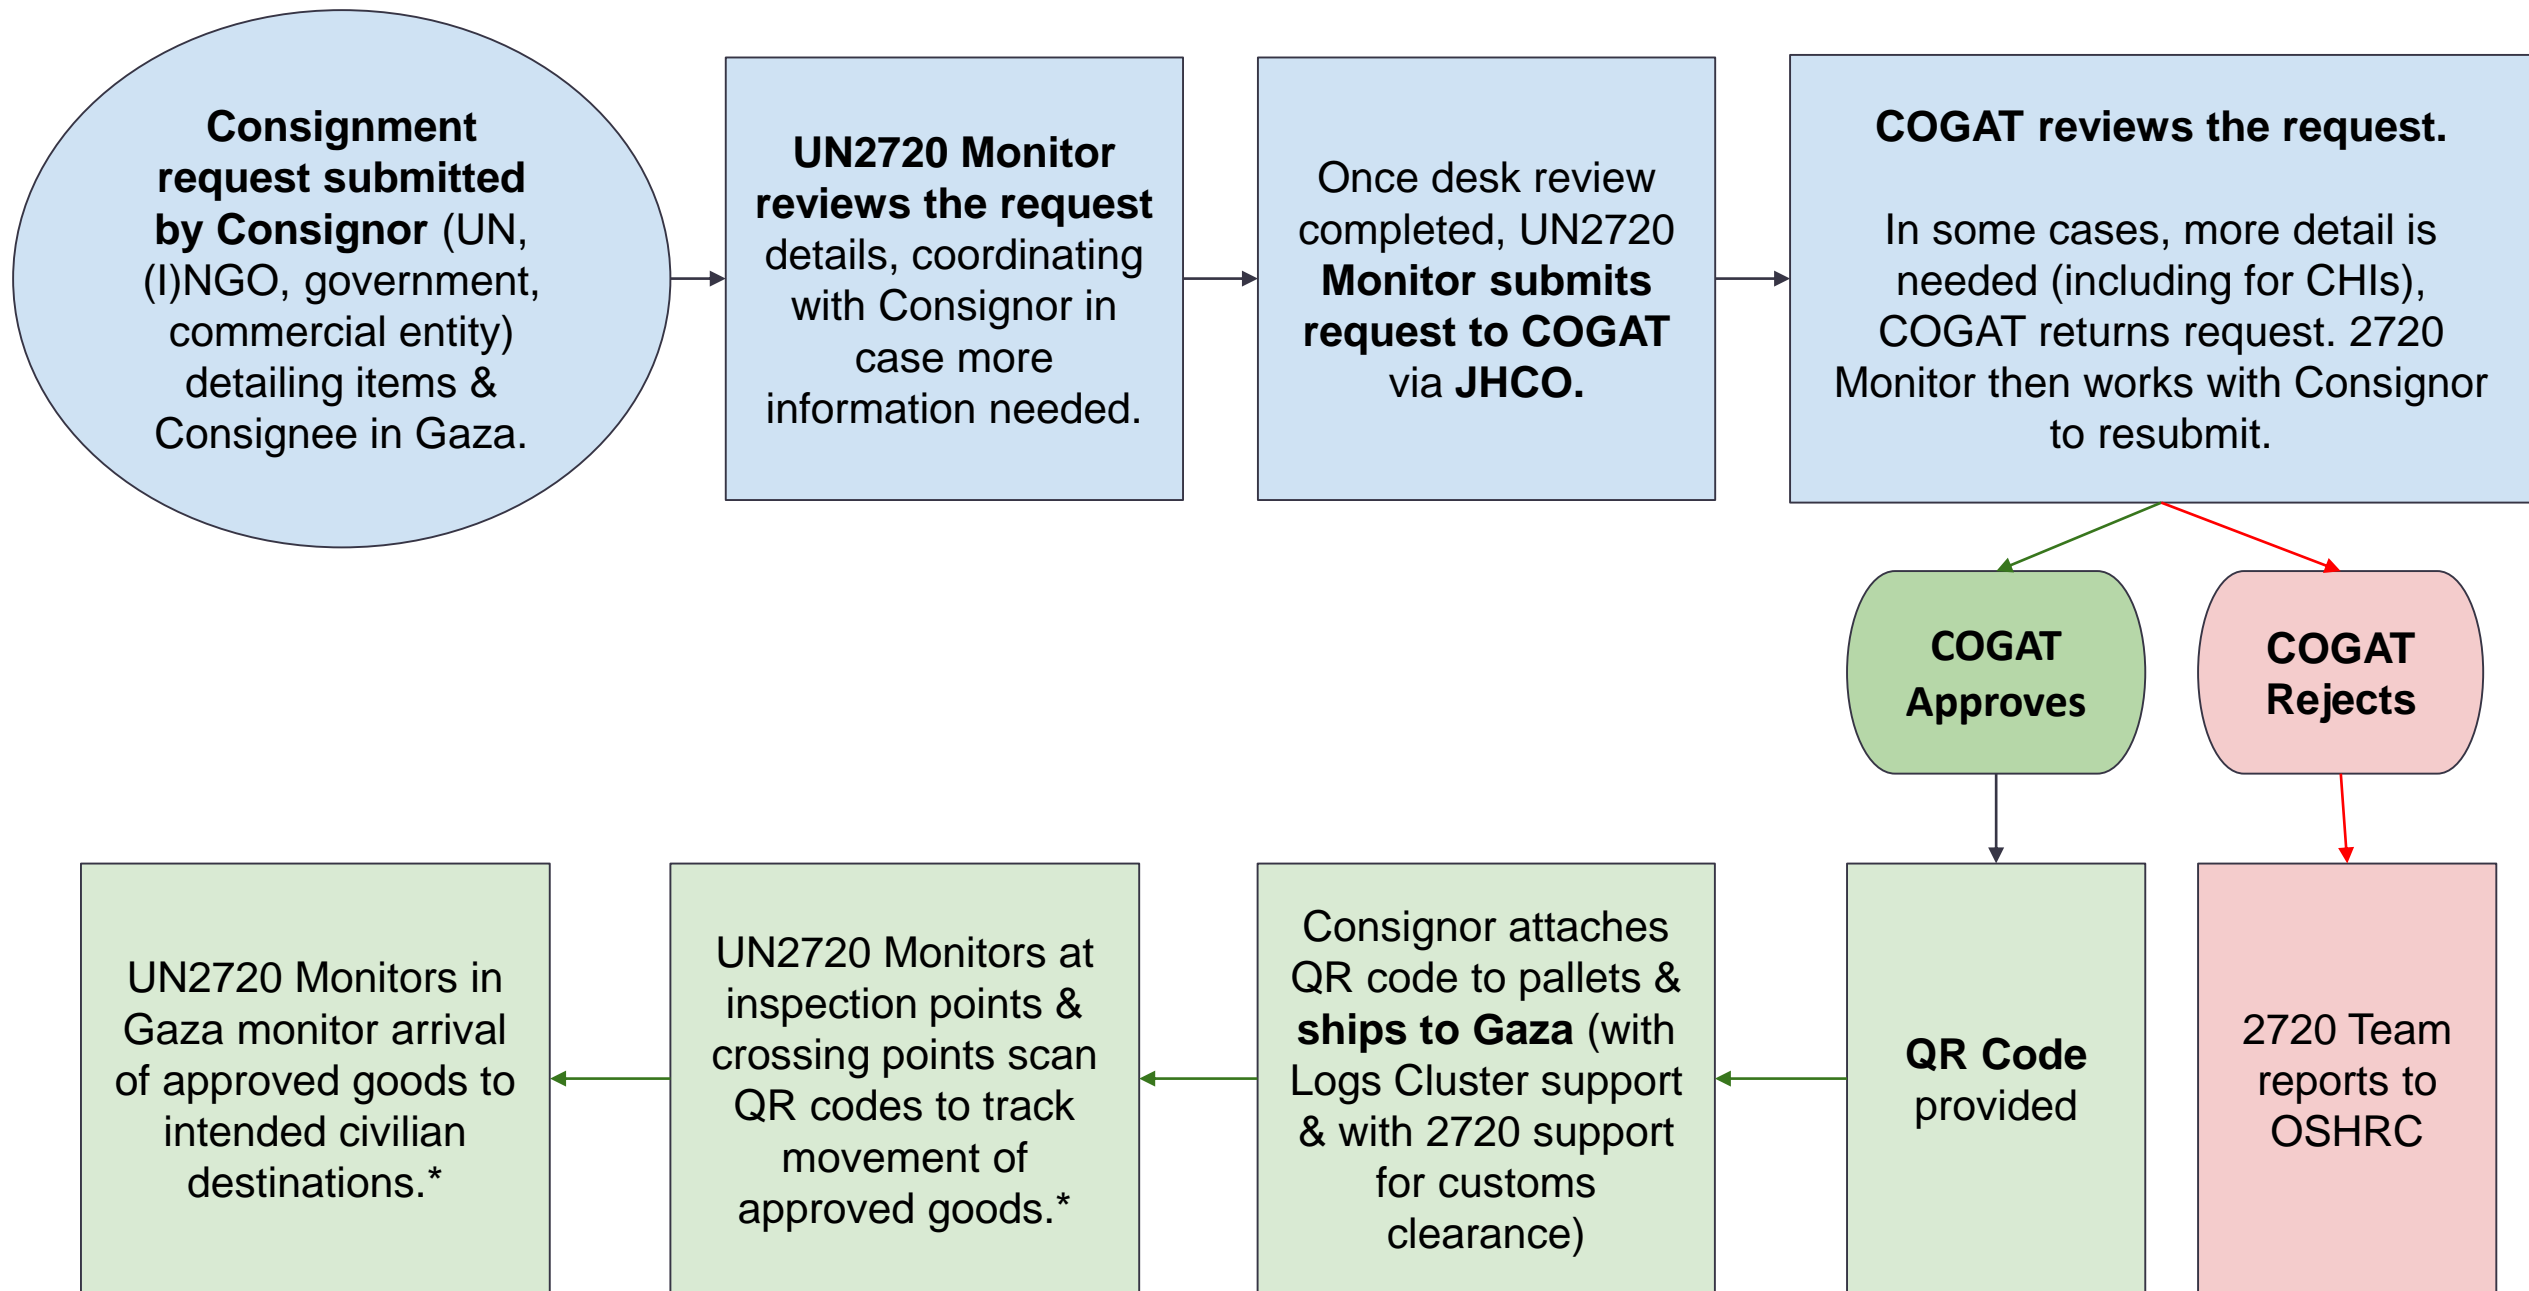 Consignment
request submitted
by Consignor (UN,
(I)NGO, government,
commercial entity)
detailing items &
Consignee in Gaza.
UN2720 Monitor
reviews the request
details, coordinating
with Consignor in
case more
information needed.
Once desk review
completed, UN2720
Monitor submits
request to COGAT
via JHCO.
COGAT reviews the request.
In some cases, more detail is
needed (including for CHIs),
COGAT returns request. 2720
Monitor then works with Consignor
to resubmit.
COGAT
Approves
COGAT
Rejects
UN2720 Monitors in
Gaza monitor arrival
of approved goods to
intended civilian
destinations.*
UN2720 Monitors at
inspection points &
crossing points scan
QR codes to track
movement of
approved goods.*
Consignor attaches
QR code to pallets &
ships to Gaza (with
Logs Cluster support
& with 2720 support
for customs
clearance)
QR Code
provided
2720 Team
reports to
OSHRC